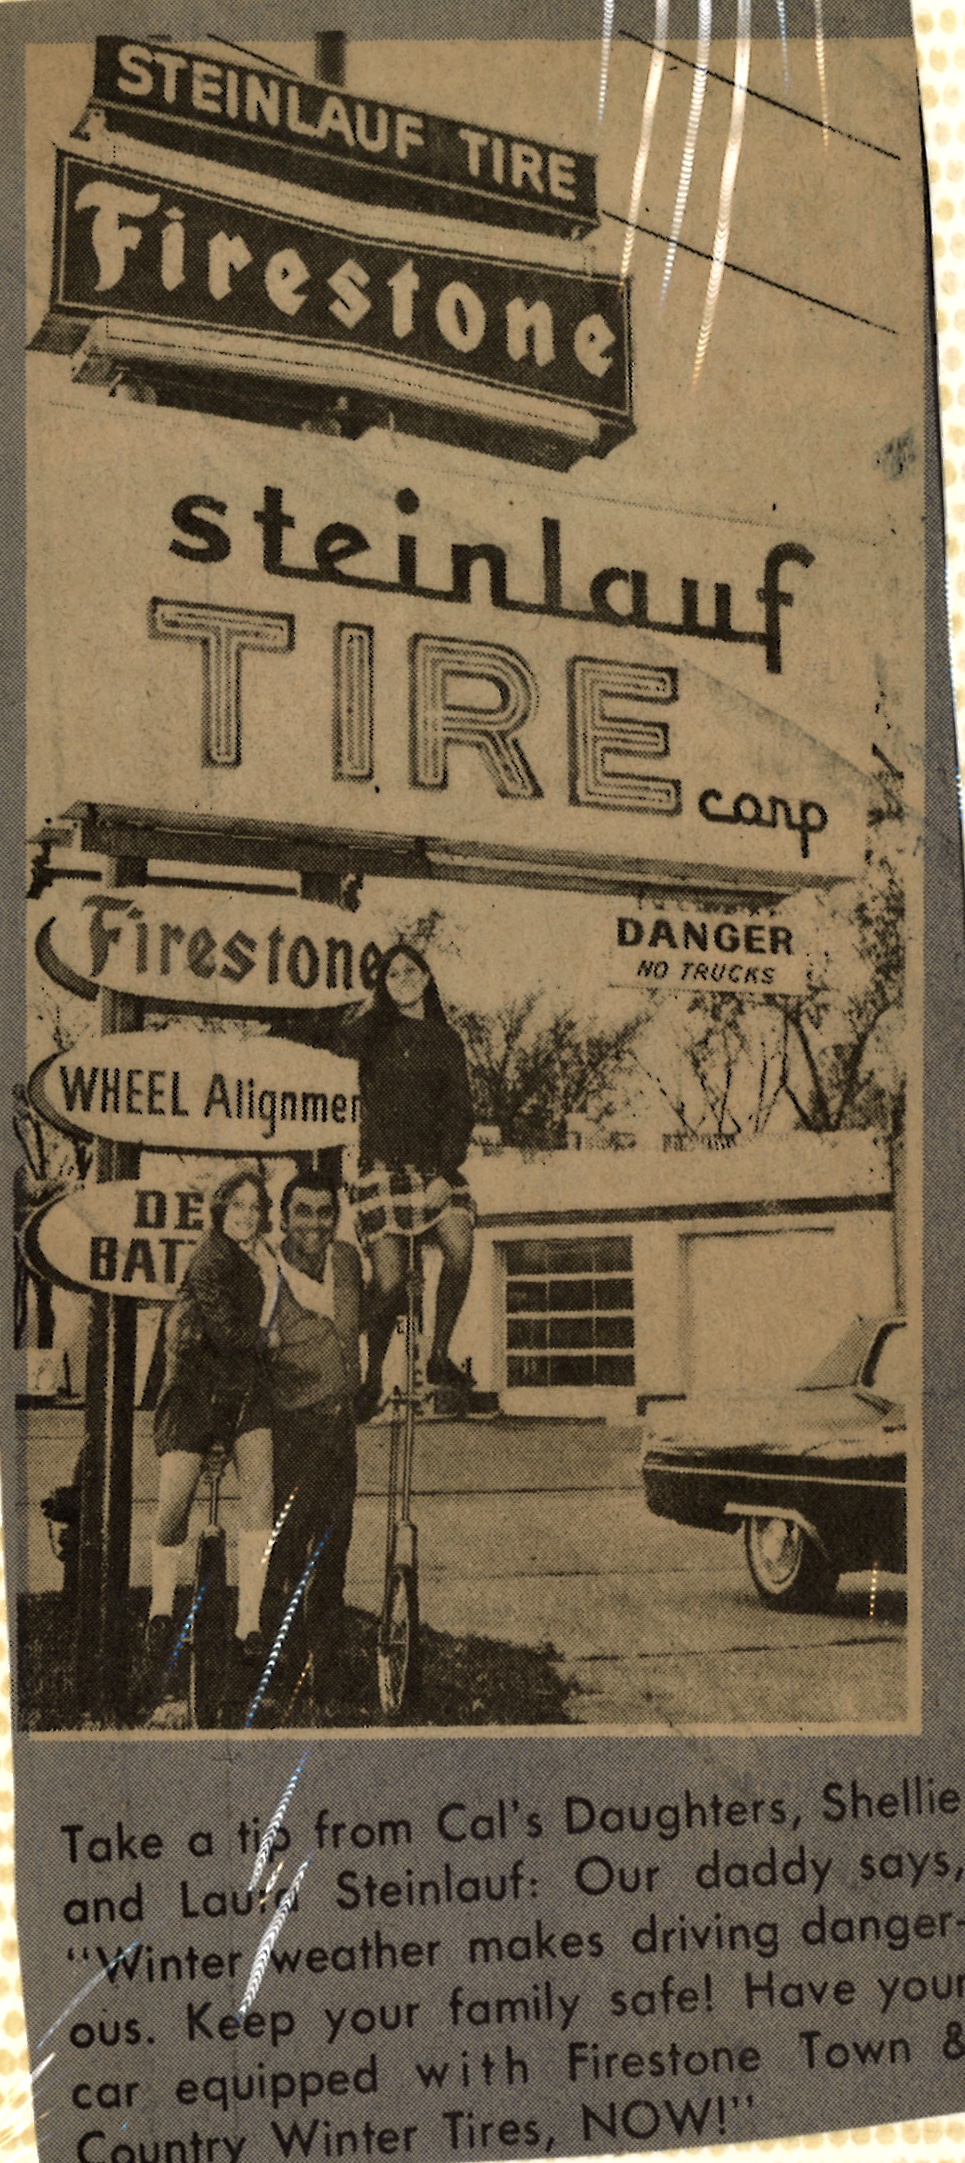 STEINLAUF TIRE
Firestone
steinlauf
TIRE
corp
Firestone
DANGER
NO TRUCKS
WHEEL Alignmen
DE
BAT
Take a tip from Cal's Daughters, Shellie
and Laura Steinlauf: Our daddy says,
"Winter weather makes driving danger-
ous. Keep your family safe! Have your
car equipped with Firestone Town &
Country Winter Tires, NOW!"